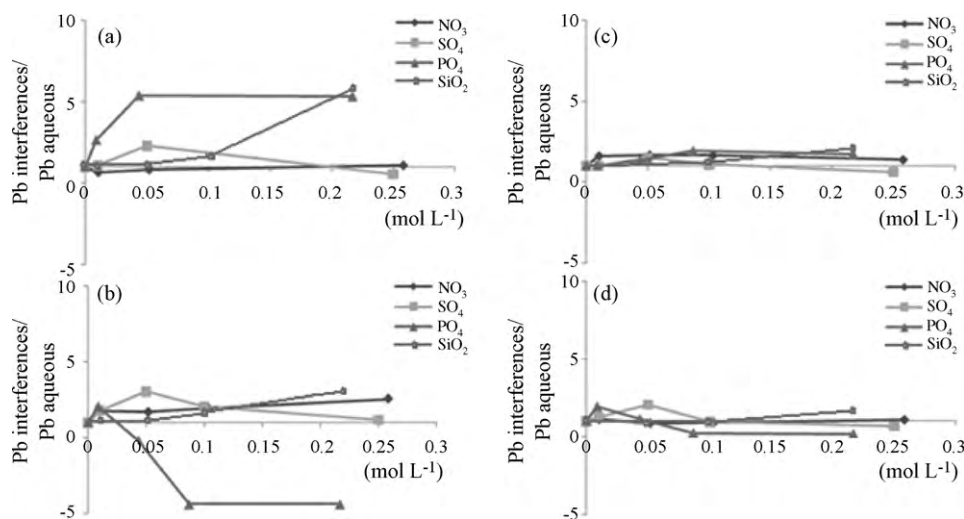 (a)
10
5
0
-5
Pb interferences/
Pb aqueous
0 0.05 0.1 0.15 0.2 0.25 0.3
(mol L-1)
NO3
SO4
PO4
SiO2
(c)
10
5
0
-5
Pb interferences/
Pb aqueous
0 0.05 0.1 0.15 0.2 0.25 0.3
(mol L-1)
NO3
SO4
PO4
SiO2
(b)
10
5
0
-5
Pb interferences/
Pb aqueous
0 0.05 0.1 0.15 0.2 0.25 0.3
(mol L-1)
NO3
SO4
PO4
SiO2
(d)
10
5
0
-5
Pb interferences/
Pb aqueous
0 0.05 0.1 0.15 0.2 0.25 0.3
(mol L-1)
NO3
SO4
PO4
SiO2